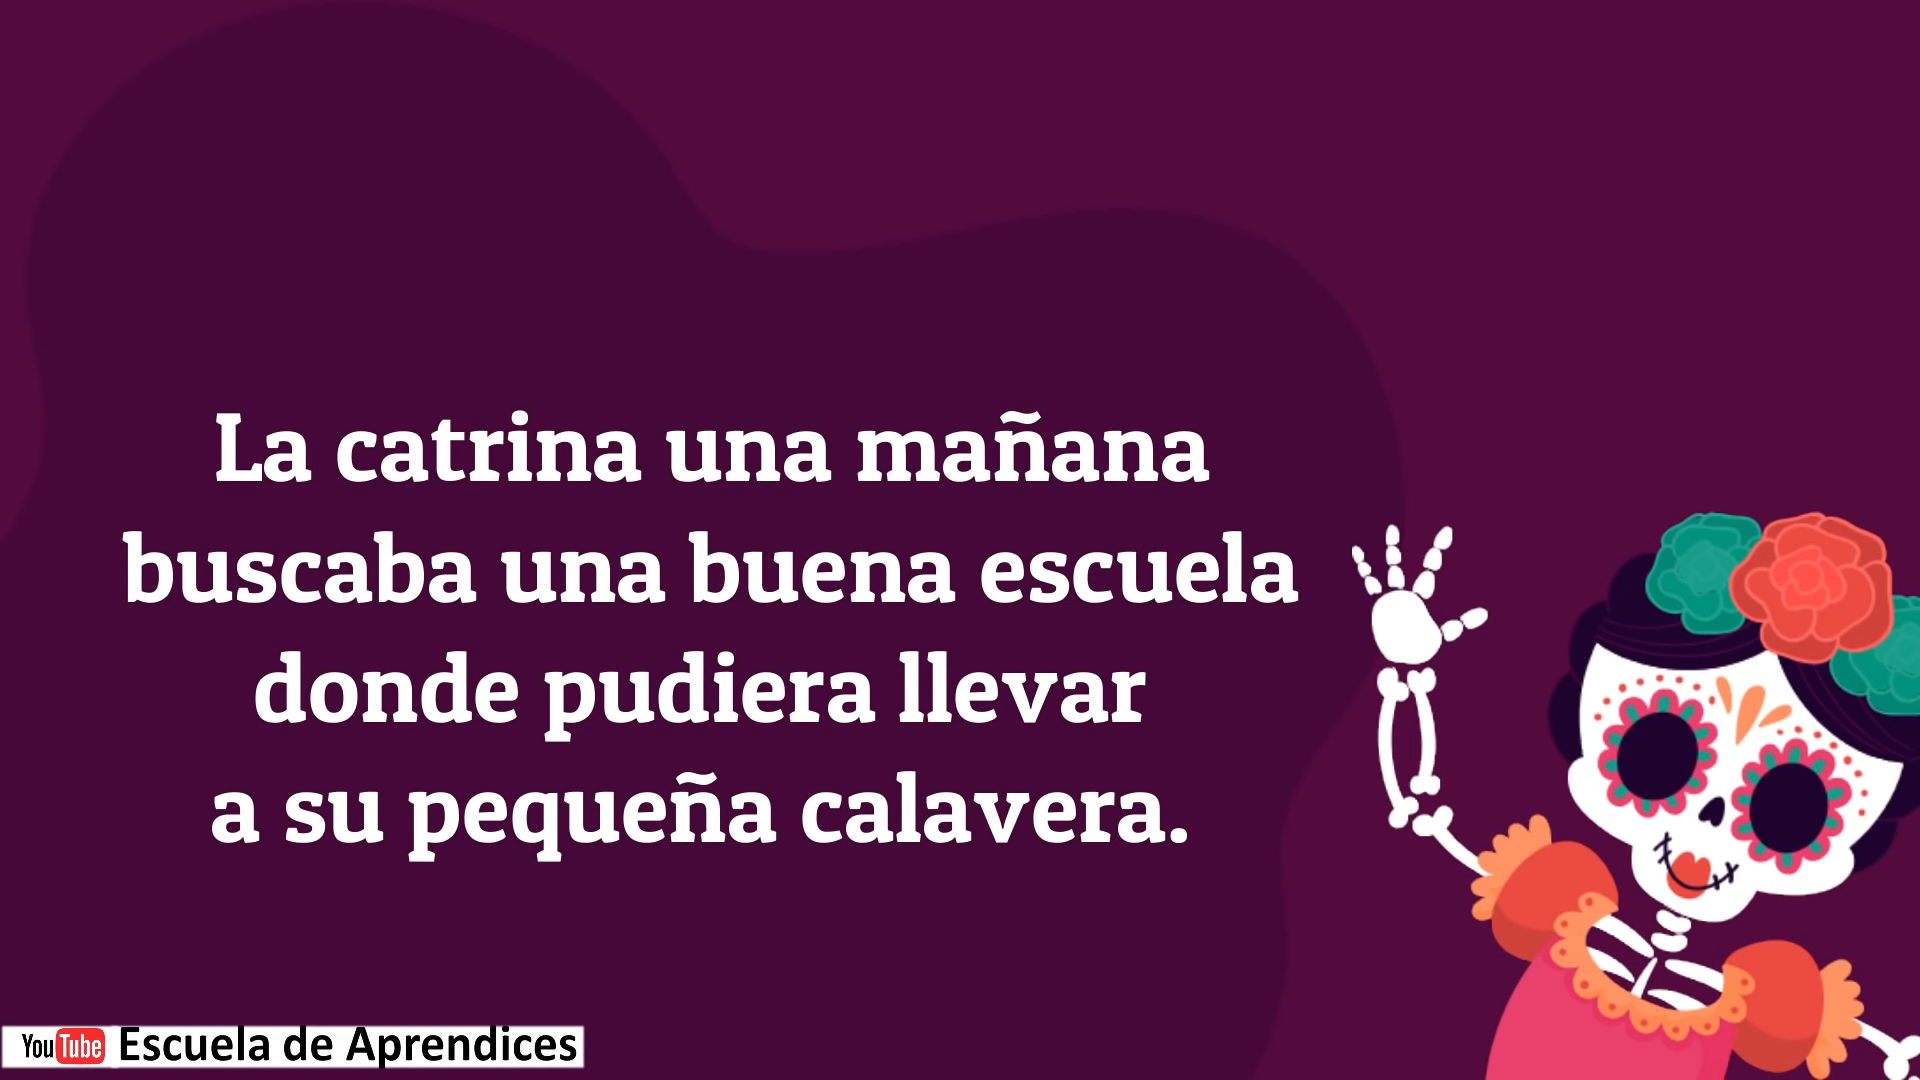 La catrina una mañana
buscaba una buena escuela
donde pudiera llevar
a su pequeña calavera.
YouTube Escuela de Aprendices